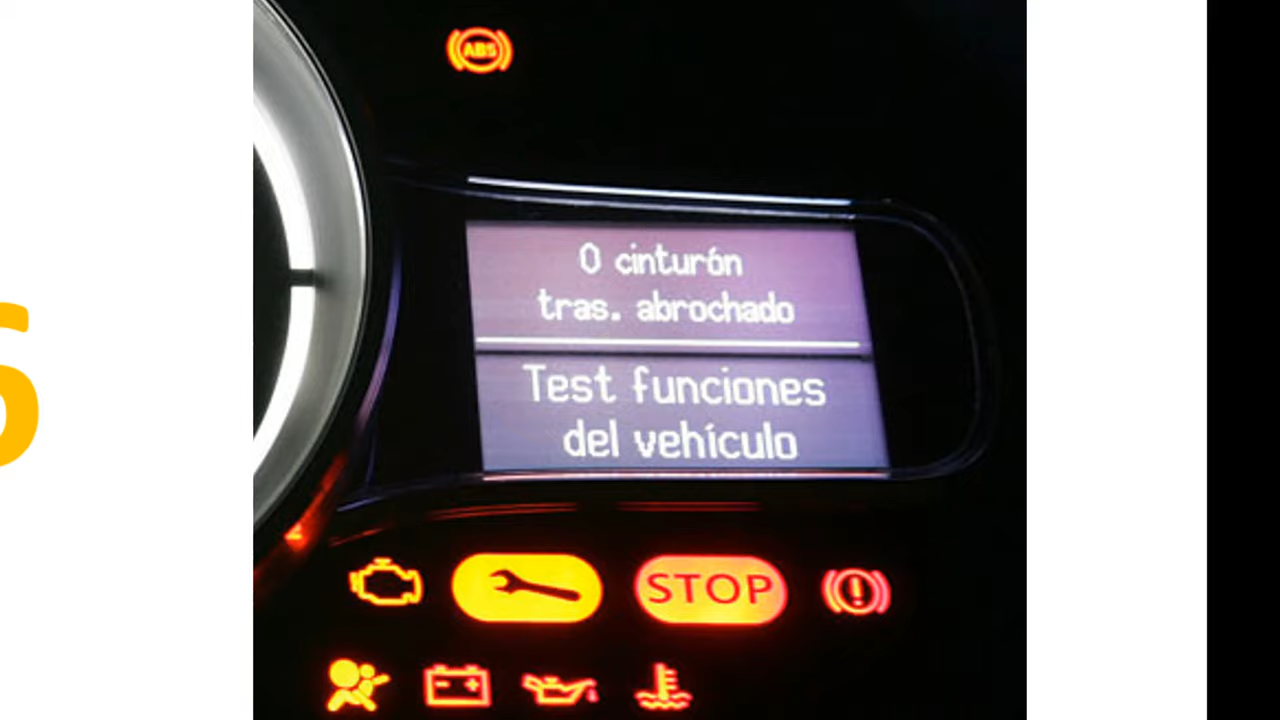 ABS
0 cinturón
tras. abrochado
Test funciones
del vehículo
STOP